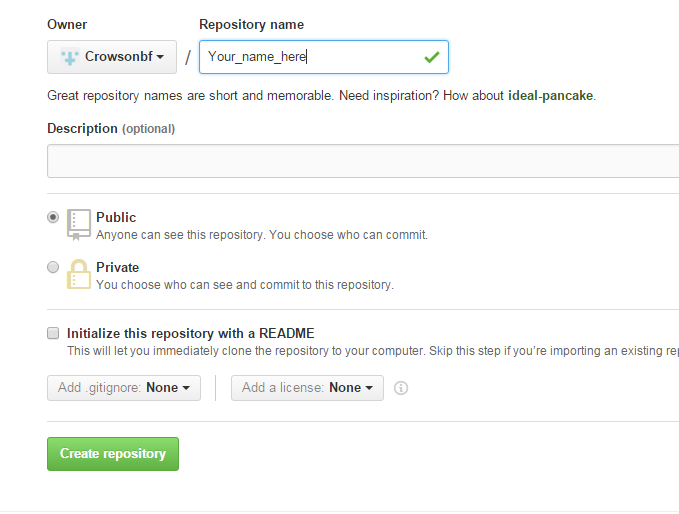 Owner
Repository name
Crowsonbf / Your_name_here
Great repository names are short and memorable. Need inspiration? How about ideal-pancake.
Description (optional)
Public
Anyone can see this repository. You choose who can commit.
Private
You choose who can see and commit to this repository.
Initialize this repository with a README
This will let you immediately clone the repository to your computer. Skip this step if you're importing an existing
Add .gitignore: None Add a license: None
Create repository